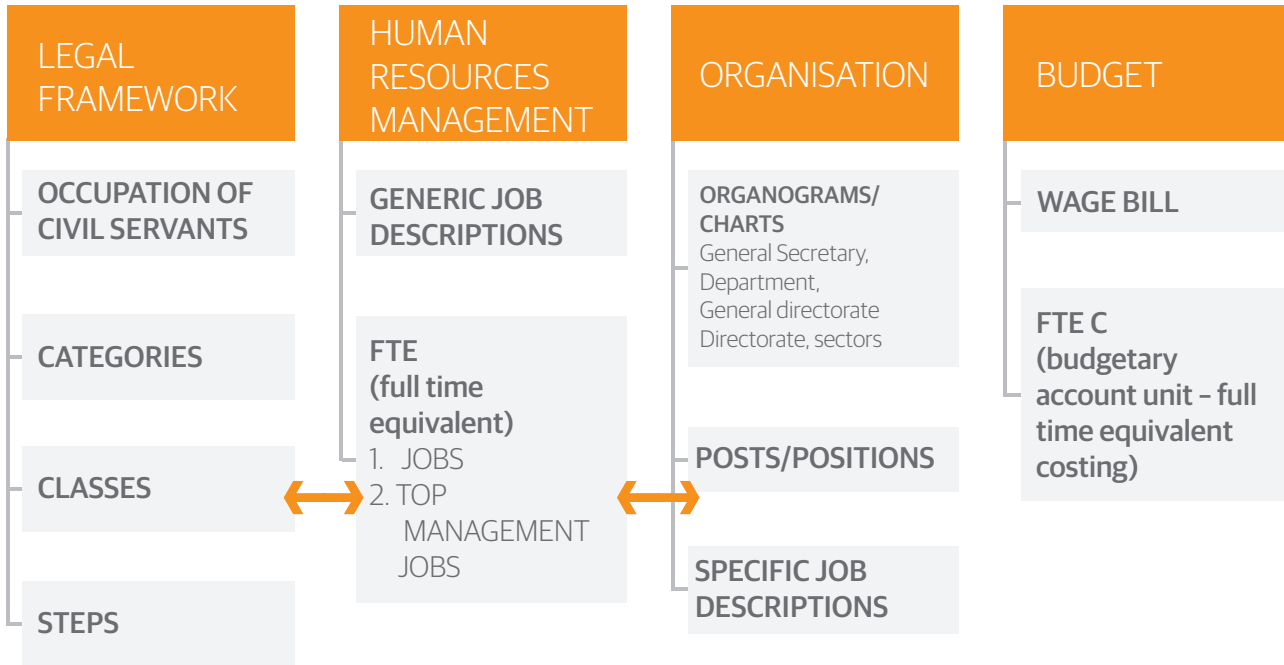 LEGAL
FRAMEWORK
OCCUPATION OF
CIVIL SERVANTS
CATEGORIES
CLASSES
STEPS
HUMAN
RESOURCES
MANAGEMENT
GENERIC JOB
DESCRIPTIONS
FTE
(full time
equivalent)
1. JOBS
2. TOP
MANAGEMENT
JOBS
ORGANISATION
ORGANOGRAMS/
CHARTS
General Secretary,
Department,
General directorate
Directorate, sectors
POSTS/POSITIONS
SPECIFIC JOB
DESCRIPTIONS
BUDGET
WAGE BILL
FTE C
(budgetary
account unit – full
time equivalent
costing)